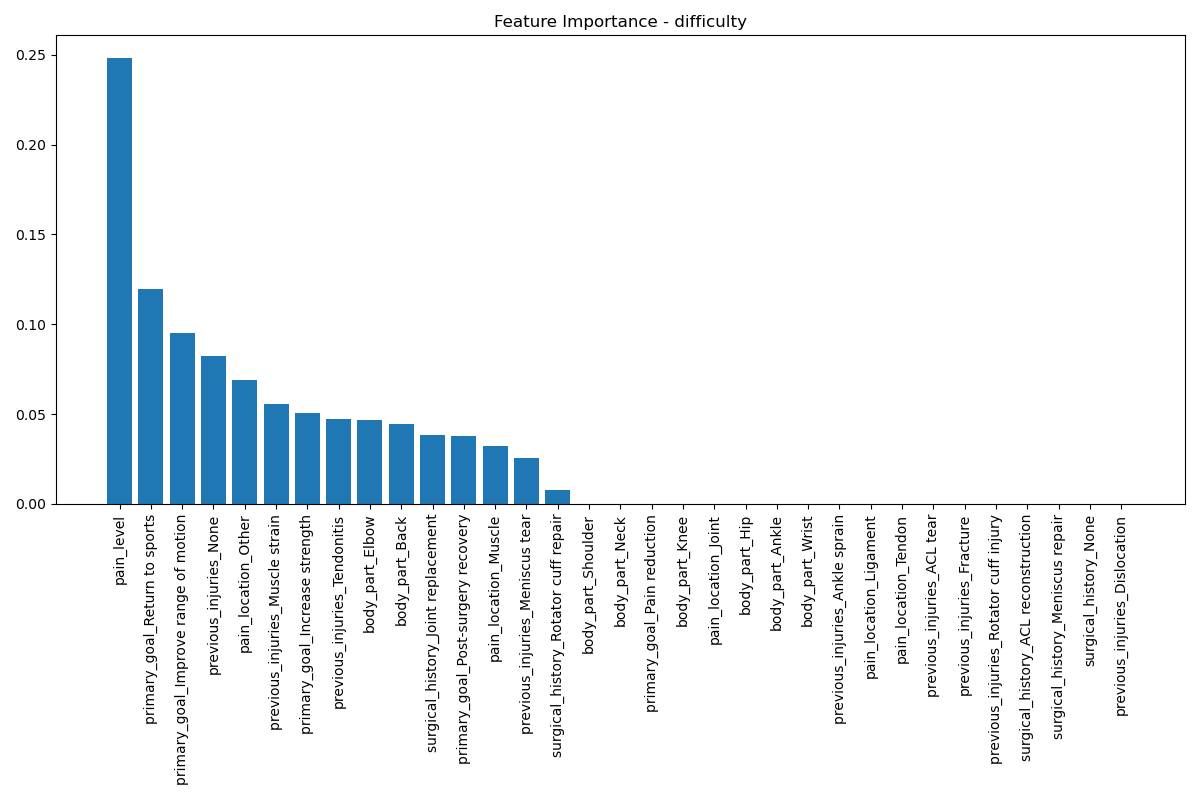 Feature Importance - difficulty
0.25
0.20
0.15
0.10
0.05
0.00
pain_level
primary_goal_Return to sports
primary_goal_Improve range of motion
previous_injuries_None
pain_location_Other
previous_injuries_Muscle strain
primary_goal_Increase strength
previous_injuries_Tendonitis
body_part_Elbow
body_part_Back
surgical_history_Joint replacement
primary_goal_Post-surgery recovery
pain_location_Muscle
previous_injuries_Meniscus tear
surgical_history_Rotator cuff repair
body_part_Shoulder
body_part_Neck
primary_goal_Pain reduction
body_part_Knee
pain_location_Joint
body_part_Hip
body_part_Ankle
body_part_Wrist
previous_injuries_Ankle sprain
pain_location_Ligament
pain_location_Tendon
previous_injuries_ACL tear
previous_injuries_Fracture
previous_injuries_Rotator cuff injury
surgical_history_ACL reconstruction
surgical_history_Meniscus repair
surgical_history_None
previous_injuries_Dislocation